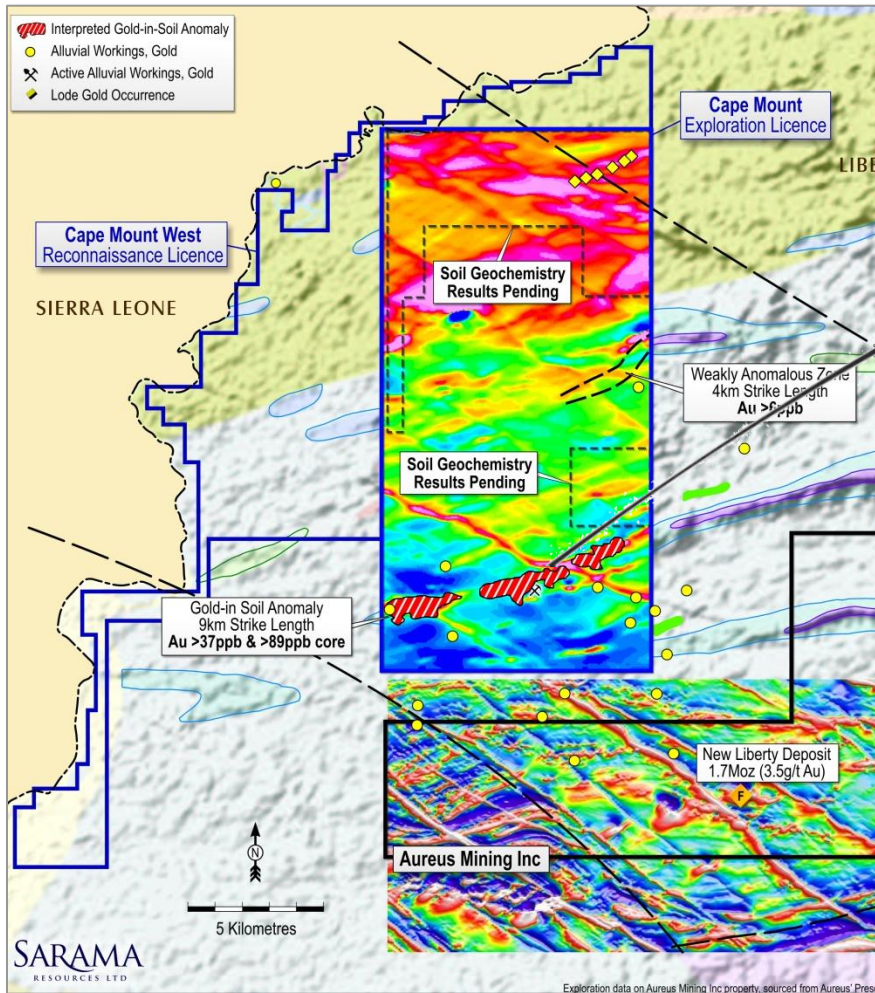 Interpreted Gold-in-Soil Anomaly
Alluvial Workings, Gold
Active Alluvial Workings, Gold
Lode Gold Occurrence
Cape Mount
Exploration Licence
LIBE
Cape Mount West
Reconnaissance Licence
Soil Geochemistry
Results Pending
SIERRA LEONE
Weakly Anomalous Zone
4km Strike Length
Au >6ppb
Soil Geochemistry
Results Pending
Gold-in Soil Anomaly
9km Strike Length
Au >37ppb & >89ppb core
New Liberty Deposit
1.7Moz (3.5g/t Au)
F
Aureus Mining Inc
N
5 Kilometres
SARAMA
RESOURCES LTD
Exploration data on Aureus Mining Inc property, sourced from Aureus' Prese